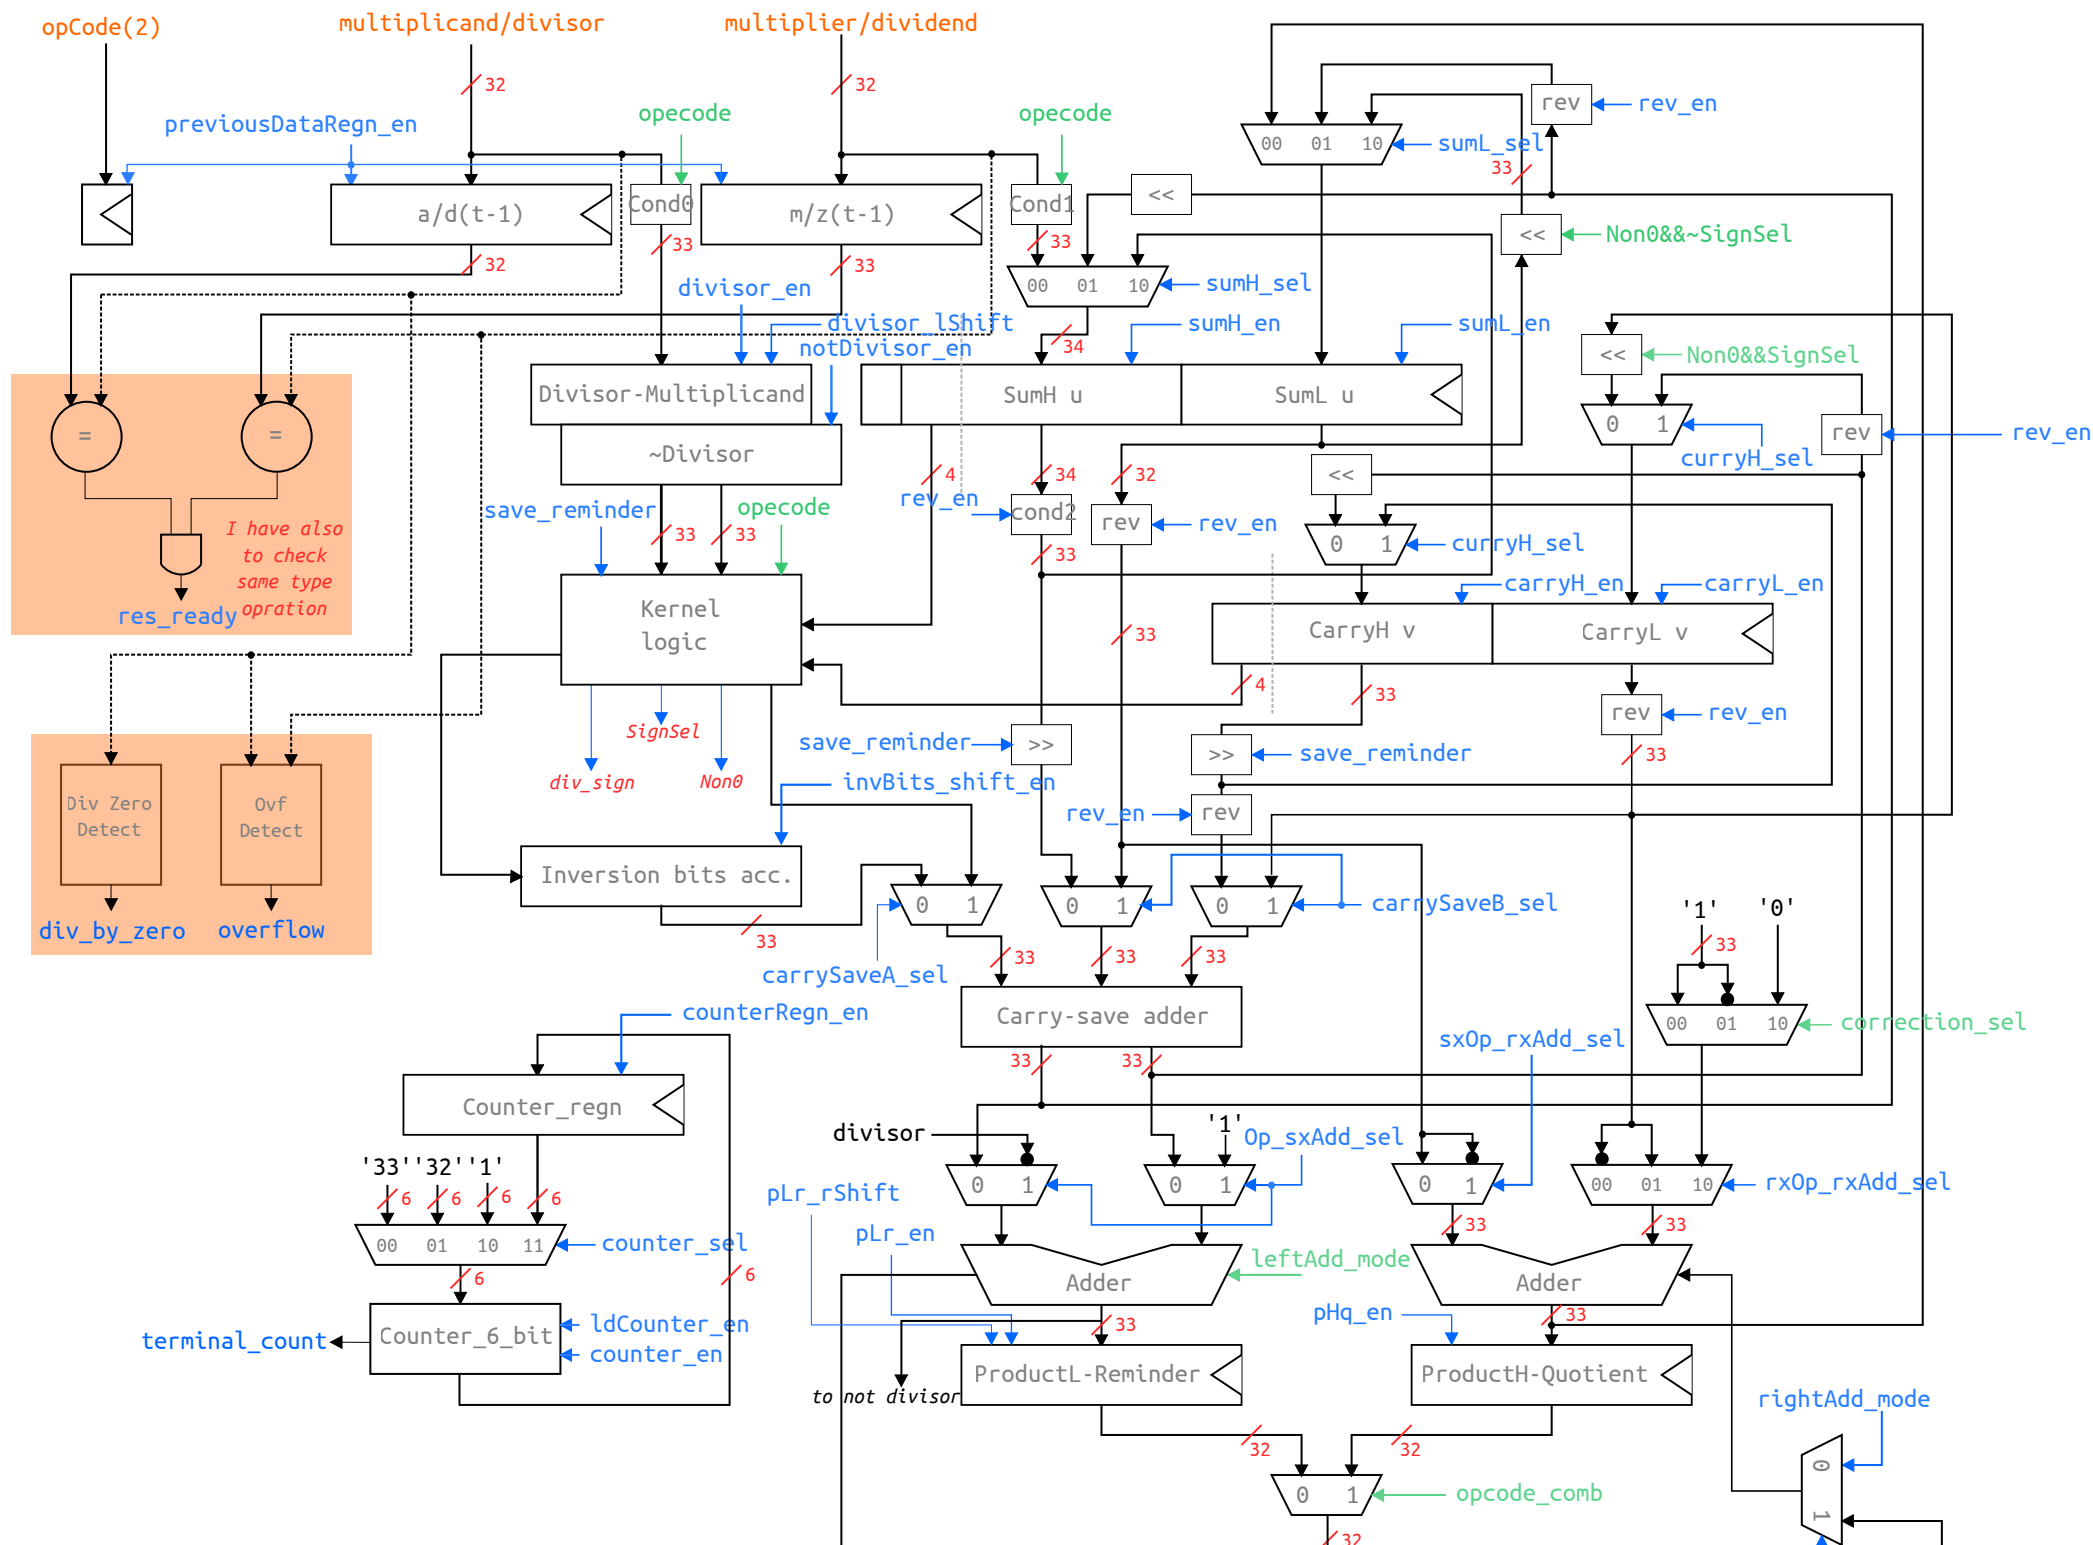 opCode(2)
multiplicand/divisor
multiplier/dividend
32
32
previousDataRegn_en
opecode
opecode
rev
rev_en
00 01 10
sumL_sel
33
a/d(t-1)
Cond0
m/z(t-1)
Cond1
<<
<<
Non0&&~SignSel
32
33
33
33
00 01 10
sumH_sel
divisor_en
divisor_lShift
notDivisor_en
34
sumH_en
sumL_en
<<
Non0&&SignSel
Divisor-Multiplicand
SumH u
SumL u
0 1
curryH_sel
rev
rev_en
=
=
~Divisor
4
34
32
<<
save_reminder
opecode
33
33
rev_en
cond2
rev
rev_en
33
0 1
curryH_sel
I have also
to check
same type
opration
res_ready
Kernel
logic
33
carryH_en
carryL_en
CarryH v
CarryL v
4
33
rev
rev_en
33
SignSel
div_sign
Non0
save_reminder
>>
>>
save_reminder
invBits_shift_en
rev_en
rev
Div Zero
Detect
Ovf
Detect
div_by_zero
overflow
Inversion bits acc.
33
0 1
0 1
0 1
carrySaveB_sel
carrySaveA_sel
33
33
33
'1'
'0'
33
Carry-save adder
00 01 10
correction_sel
33
33
counterRegn_en
Counter_regn
sxOp_rxAdd_sel
divisor
'1'
Op_sxAdd_sel
'33' '32' '1'
6
6
6
6
0 1
0 1
0 1
00 01 10
rxOp_rxAdd_sel
pLr_rShift
pLr_en
33
33
00 01 10 11
counter_sel
6
6
Adder
leftAdd_mode
Adder
33
33
pHq_en
Counter_6_bit
ldCounter_en
counter_en
terminal_count
to not divisor
ProductL-Reminder
ProductH-Quotient
rightAdd_mode
32
32
0 1
opcode_comb
0
1
32